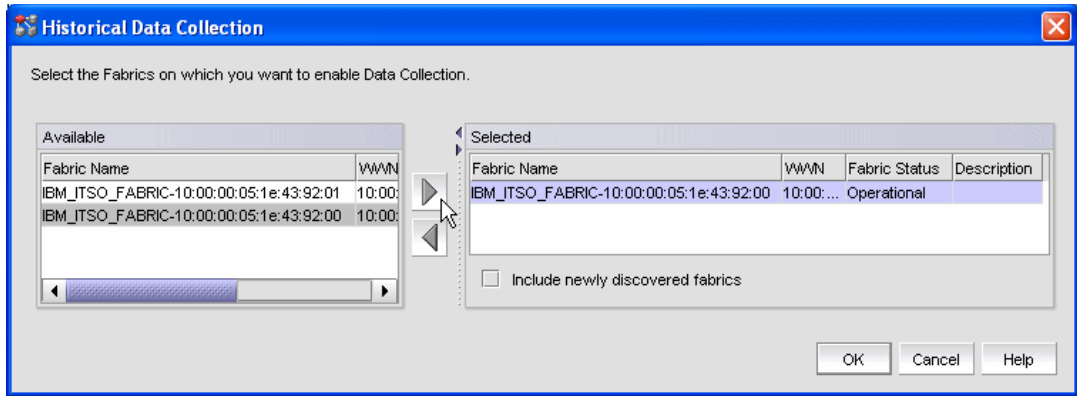 Historical Data Collection
Select the Fabrics on which you want to enable Data Collection.
Available
Fabric Name WWN
IBM_ITSO_FABRIC-10:00:00:05:1e:43:92:01 10:00:
IBM_ITSO_FABRIC-10:00:00:05:1e:43:92:00 10:00:
Selected
Fabric Name WWN Fabric Status Description
IBM_ITSO_FABRIC-10:00:00:05:1e:43:92:00 10:00:... Operational
Include newly discovered fabrics
OK Cancel Help